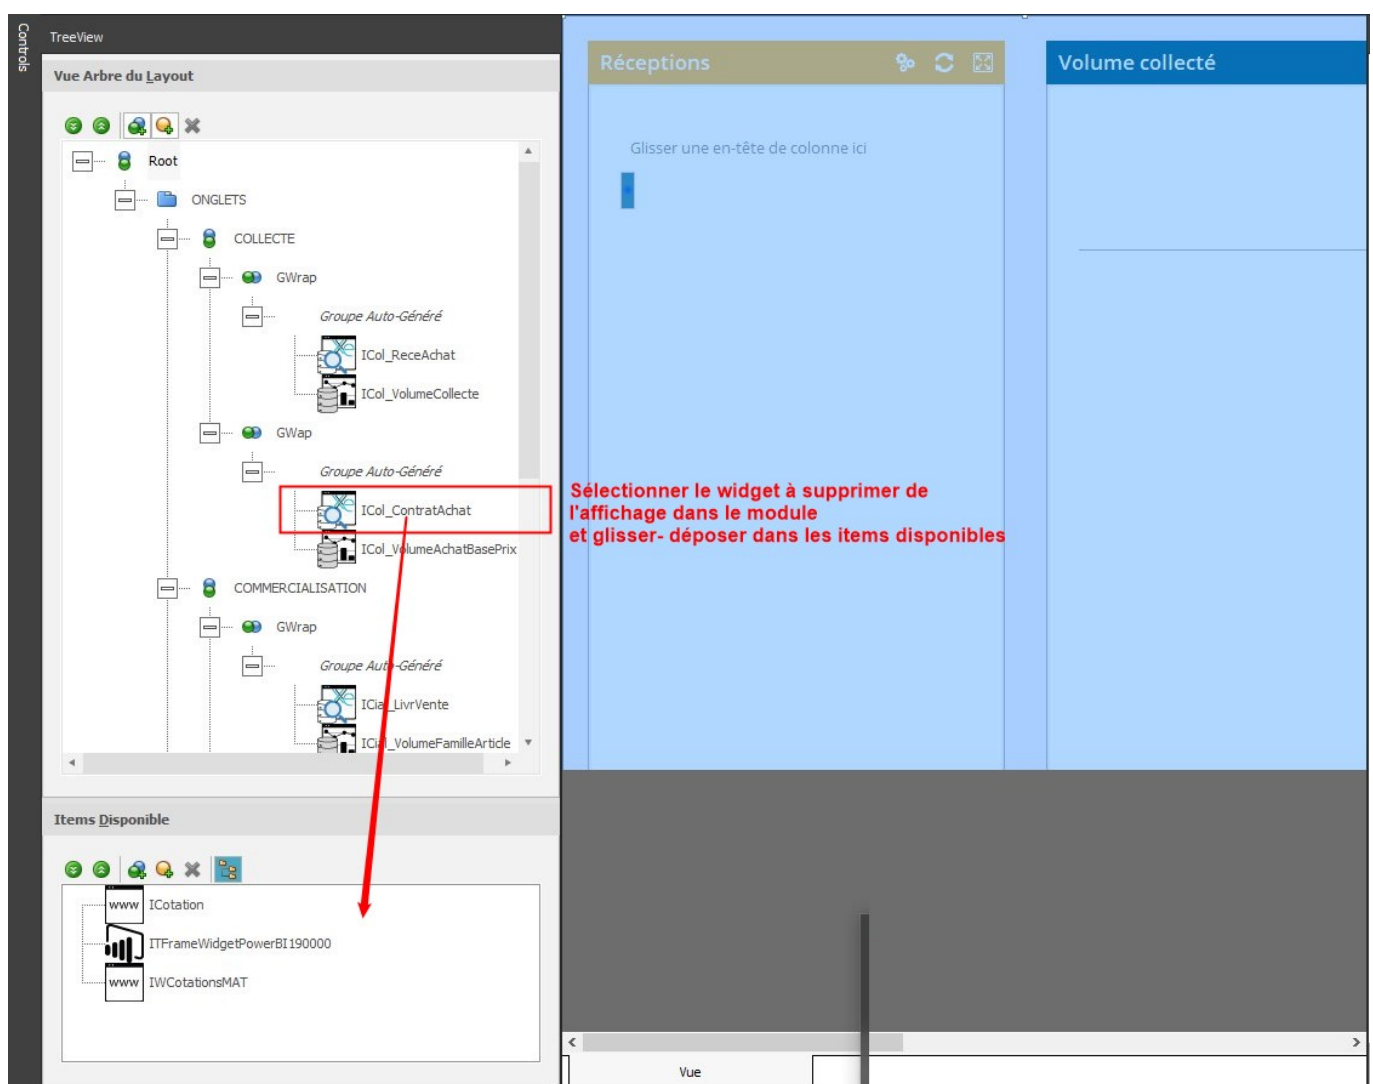 Controls
TreeView
Vue Arbre du Layout
Root
ONGLETS
COLLECTE
GWrap
Groupe Auto-Généré
ICol_ReceAchat
ICol_VolumeCollecte
GWap
Groupe Auto-Généré
ICol_ContratAchat
ICol_VolumeAchatBasePrix
COMMERCIALISATION
GWrap
Groupe Auto-Généré
ICial_LivrVente
ICial_VolumeFamilleArticle
Items Disponible
www ICotation
ITFrameWidgetPowerBI190000
www IWCotationsMAT
Réceptions
Volume collecté
Glisser une en-tête de colonne ici
Sélectionner le widget à supprimer de
l'affichage dans le module
et glisser- déposer dans les items disponibles
Vue